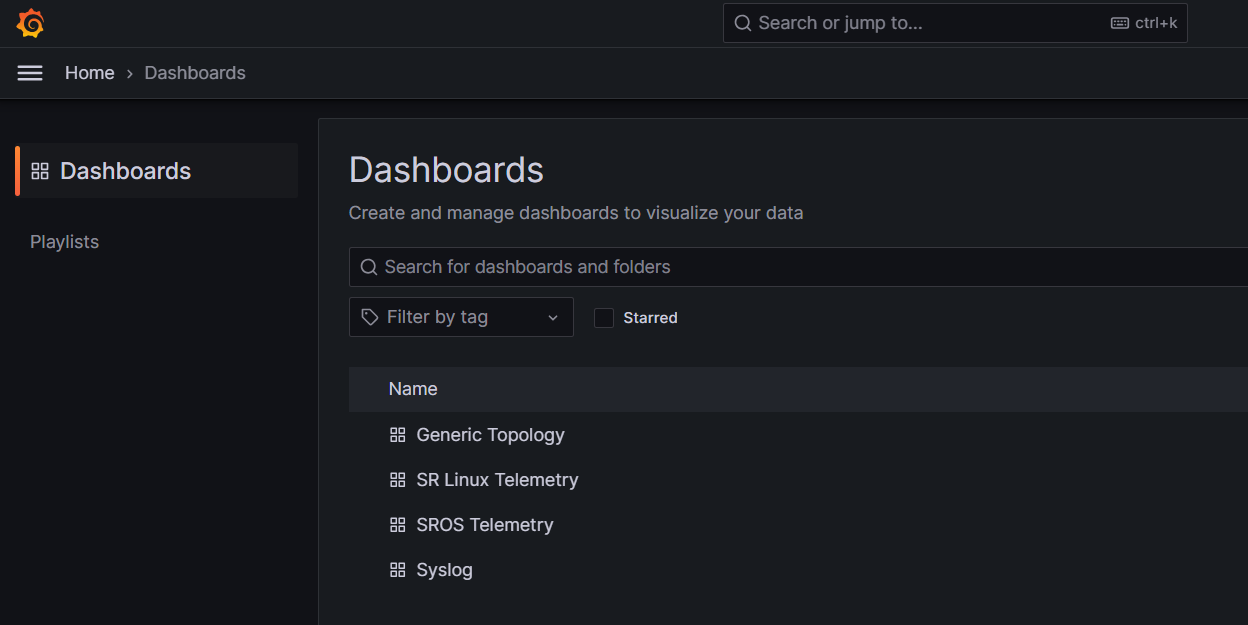 Search or jump to...
ctrl+k
Home › Dashboards
Dashboards
Playlists
Dashboards
Create and manage dashboards to visualize your data
Search for dashboards and folders
Filter by tag
Starred
Name
Generic Topology
SR Linux Telemetry
SROS Telemetry
Syslog